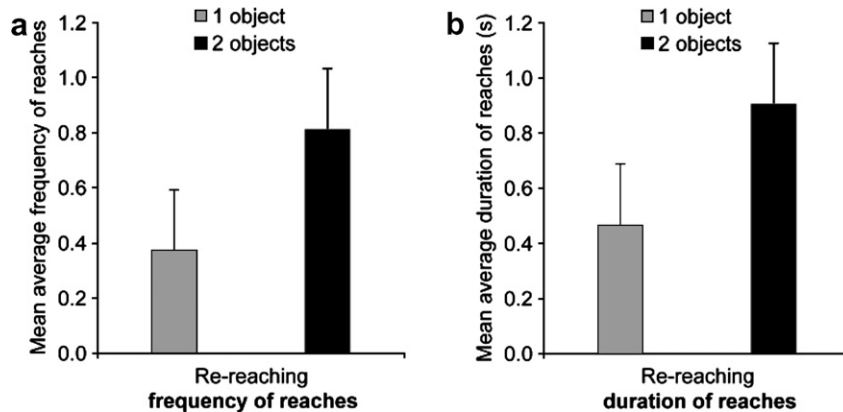 a
1 object
2 objects
Mean average frequency of reaches
1.2
1.0
0.8
0.6
0.4
0.2
0.0
Re-reaching
frequency of reaches
b
1 object
2 objects
Mean average duration of reaches (s)
1.2
1.0
0.8
0.6
0.4
0.2
0.0
Re-reaching
duration of reaches